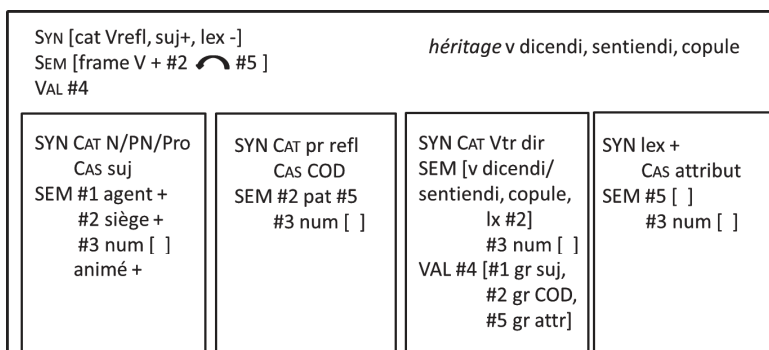 SYN [cat Vrefl, suj+, lex -]
héritage v dicendi, sentiendi, copule
SEM [frame V + #2 #5 ]
VAL #4
SYN CAT N/PN/Pro
CAS suj
SEM #1 agent +
#2 siège +
#3 num [ ]
animé +
SYN CAT pr refl
CAS COD
SEM #2 pat #5
#3 num [ ]
SYN CAT Vtr dir
SEM [v dicendi/
sentiendi, copule,
lx #2]
#3 num [ ]
VAL #4 [#1 gr suj,
#2 gr COD,
#5 gr attr]
SYN lex +
CAS attribut
SEM #5 [ ]
#3 num [ ]